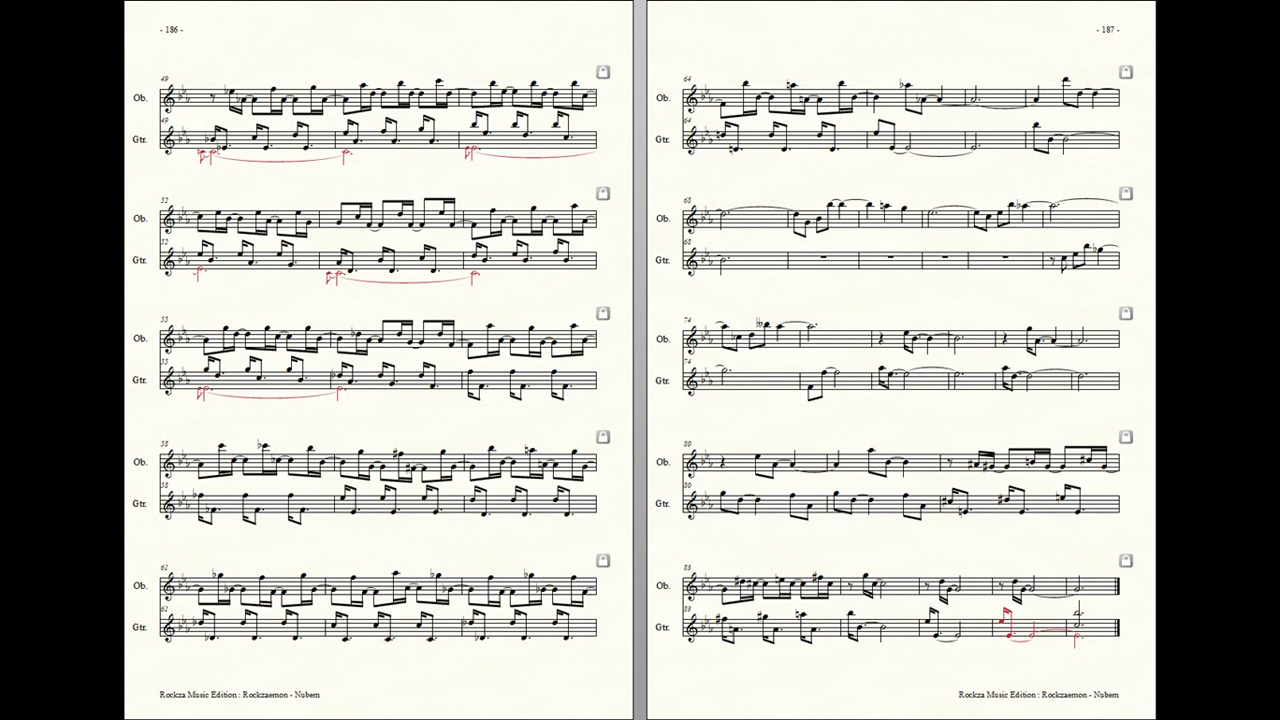 - 186 -
49
Ob.
49
Gtr.
52
Ob.
52
Gtr.
55
Ob.
55
Gtr.
58
Ob.
58
Gtr.
61
Ob.
61
Gtr.
Rockza Music Edition : Rockzaemon - Nubem
- 187 -
64
Ob.
64
Gtr.
68
Ob.
68
Gtr.
74
Ob.
74
Gtr.
80
Ob.
80
Gtr.
83
Ob.
83
Gtr.
Rockza Music Edition : Rockzaemon - Nubem